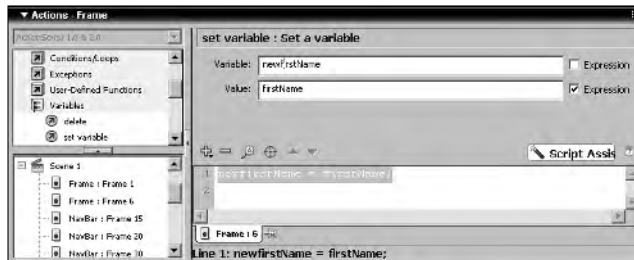 Actions - Frame
ActionScript 1.0 & 2.0
Conditions/Loops
Exceptions
User-Defined Functions
Variables
delete
set variable
Scene 1
Frame : Frame 1
Frame : Frame 6
NavBar : Frame 15
NavBar : Frame 20
NavBar : Frame 30
set variable : Set a variable
Variable: newfirstName Expression
Value: firstName Expression
Script Assis
1 newfirstName = firstName;
2
Frame : 6
Line 1: newfirstName = firstName;